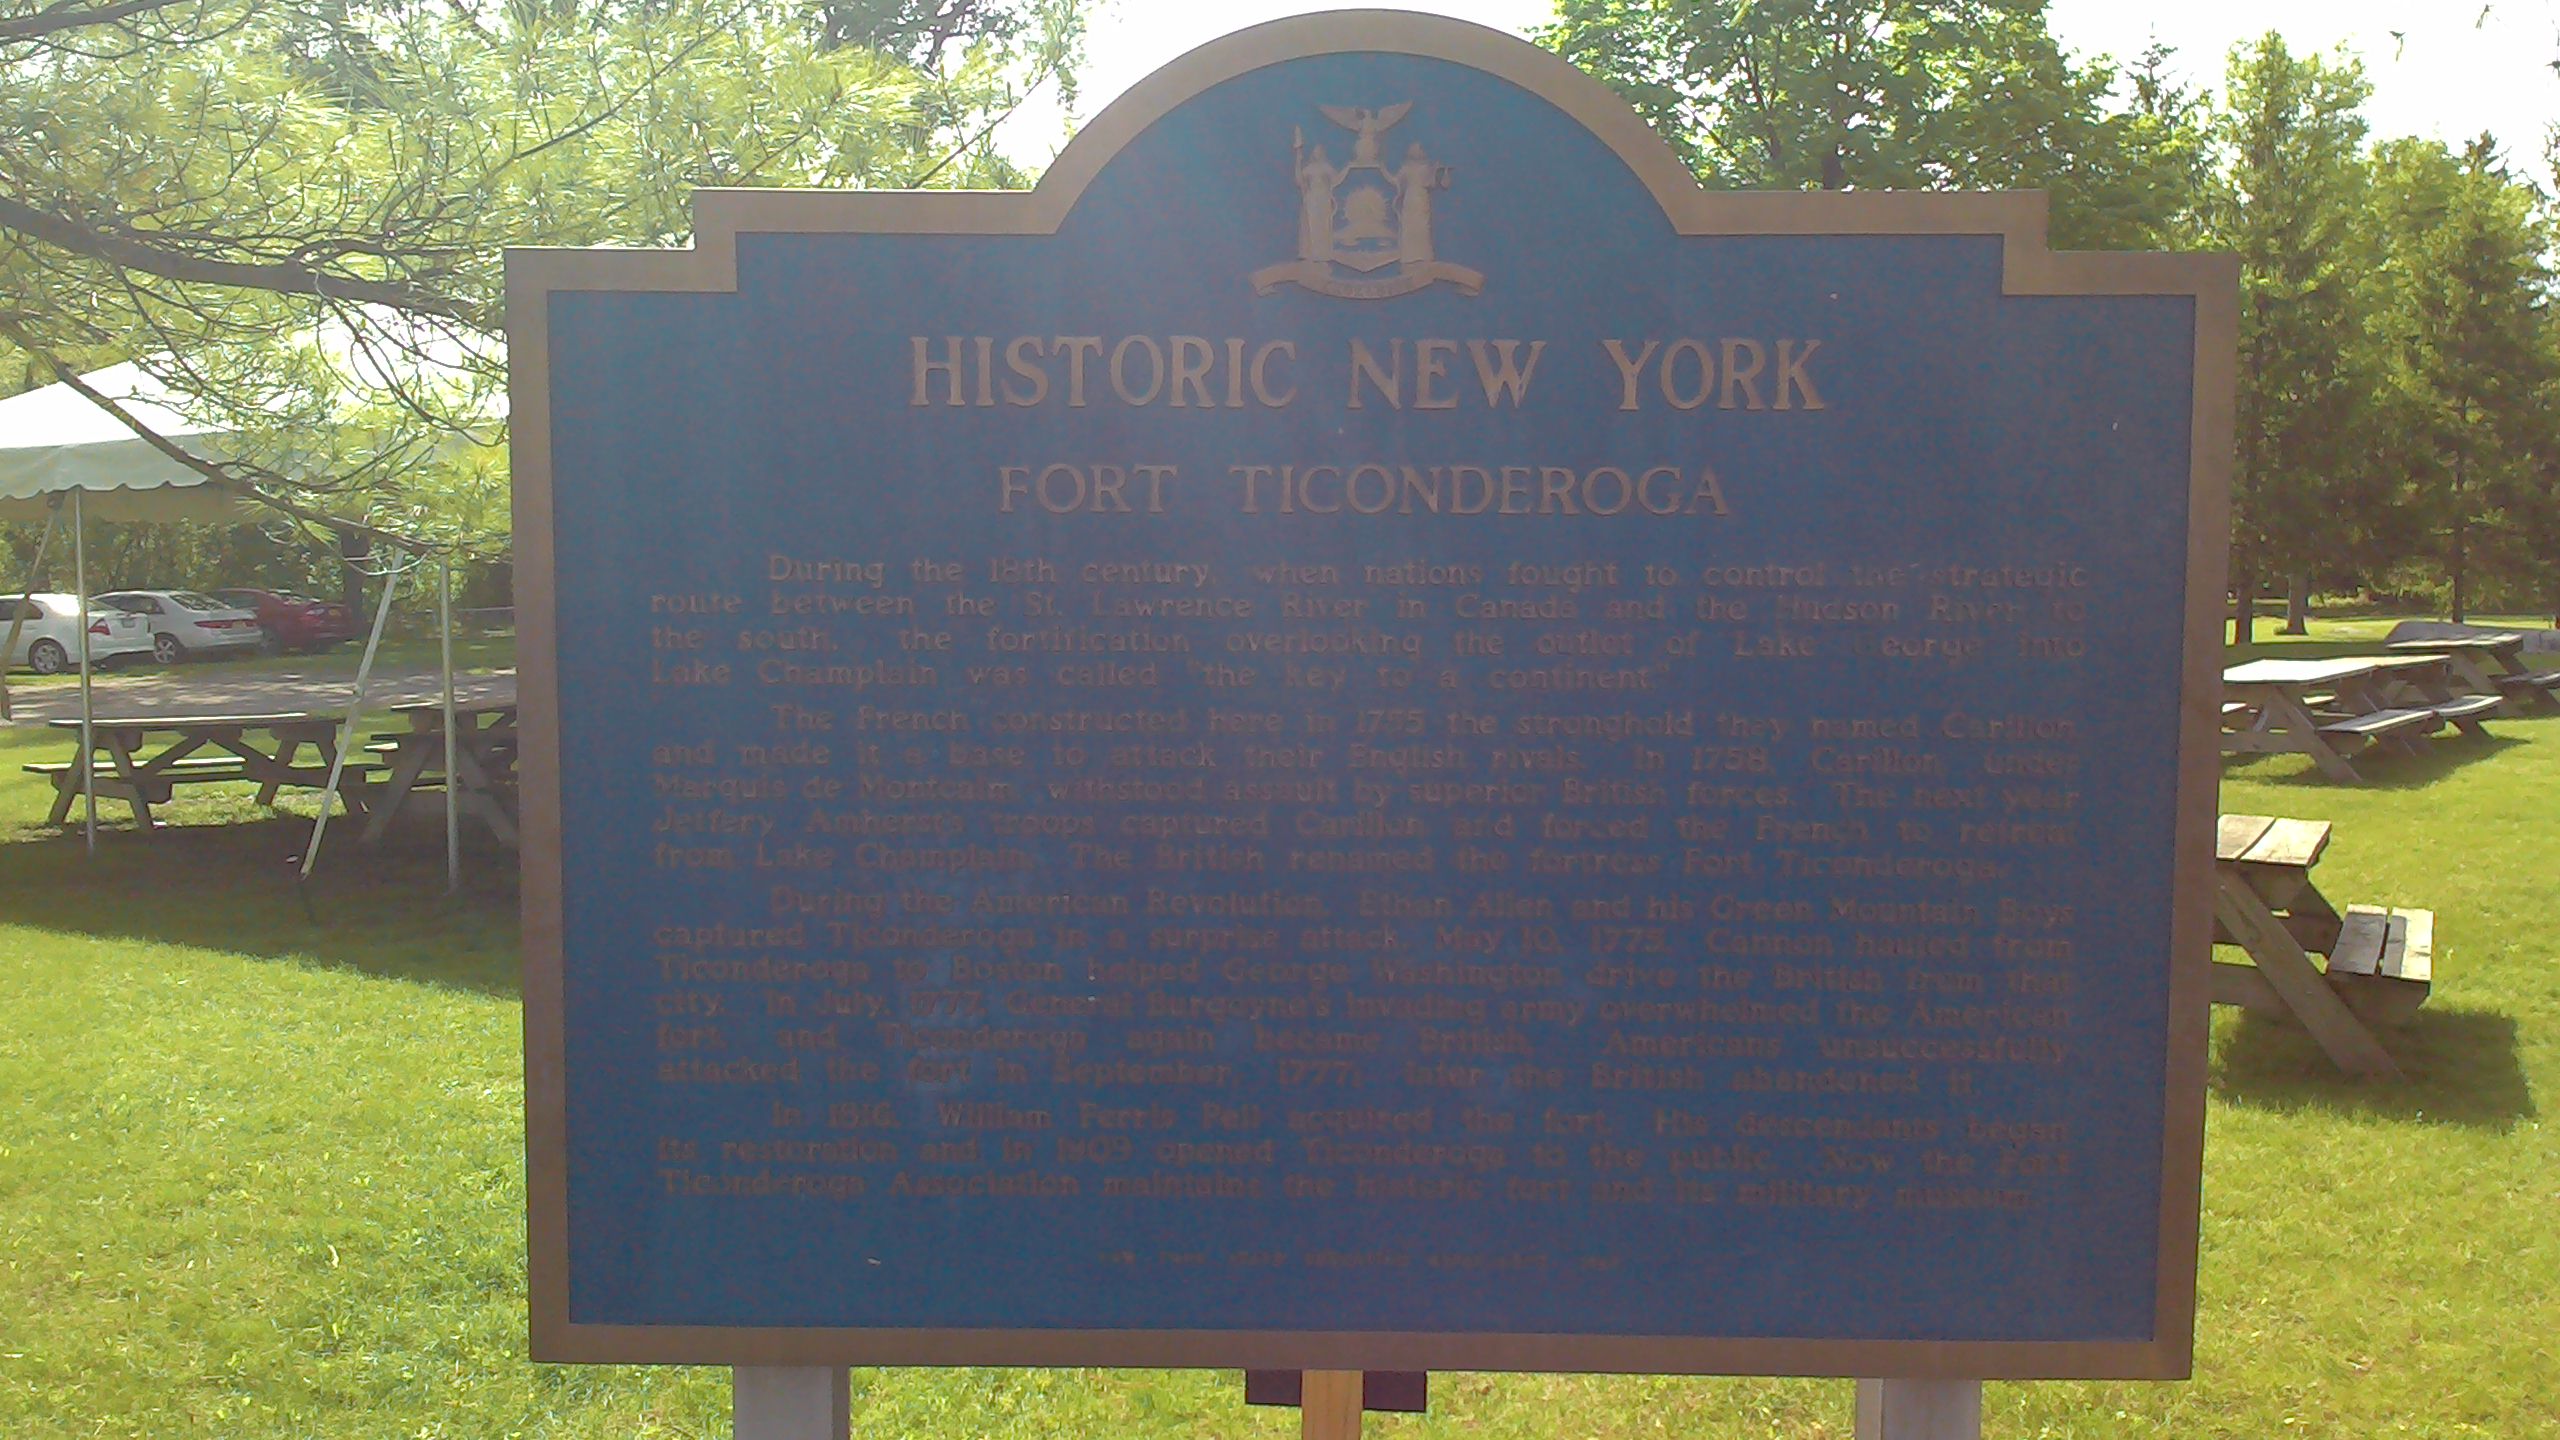 HISTORIC NEW YORK
FORT TICONDEROGA
During the 18th century, when nations fought to control the strategic
route between the St. Lawrence River in Canada and the Hudson River to
the south, the fortification overlooking the outlet of Lake George into
Lake Champlain was called "the key to a continent."
The French constructed here in 1755 the stronghold they named Carillon
and made it a base to attack their English rivals. In 1758, Carillon, under
Marquis de Montcalm, withstood assault by superior British forces. The next year
Jeffery Amherst's troops captured Carillon and forced the French to retreat
from Lake Champlain. The British renamed the fortress Fort Ticonderoga.
During the American Revolution, Ethan Allen and his Green Mountain Boys
captured Ticonderoga in a surprise attack, May 10, 1775. Cannon hauled from
Ticonderoga to Boston helped George Washington drive the British from that
city. In July, 1777, General Burgoyne's invading army overwhelmed the American
fort, and Ticonderoga again became British. Americans unsuccessfully
attacked the fort in September, 1777; later the British abandoned it.
In 1816, William Ferris Pell acquired the fort. His descendants began
its restoration and in 1909 opened Ticonderoga to the public. Now the Fort
Ticonderoga Association maintains the historic fort and its military museum.
NEW YORK STATE EDUCATION DEPARTMENT